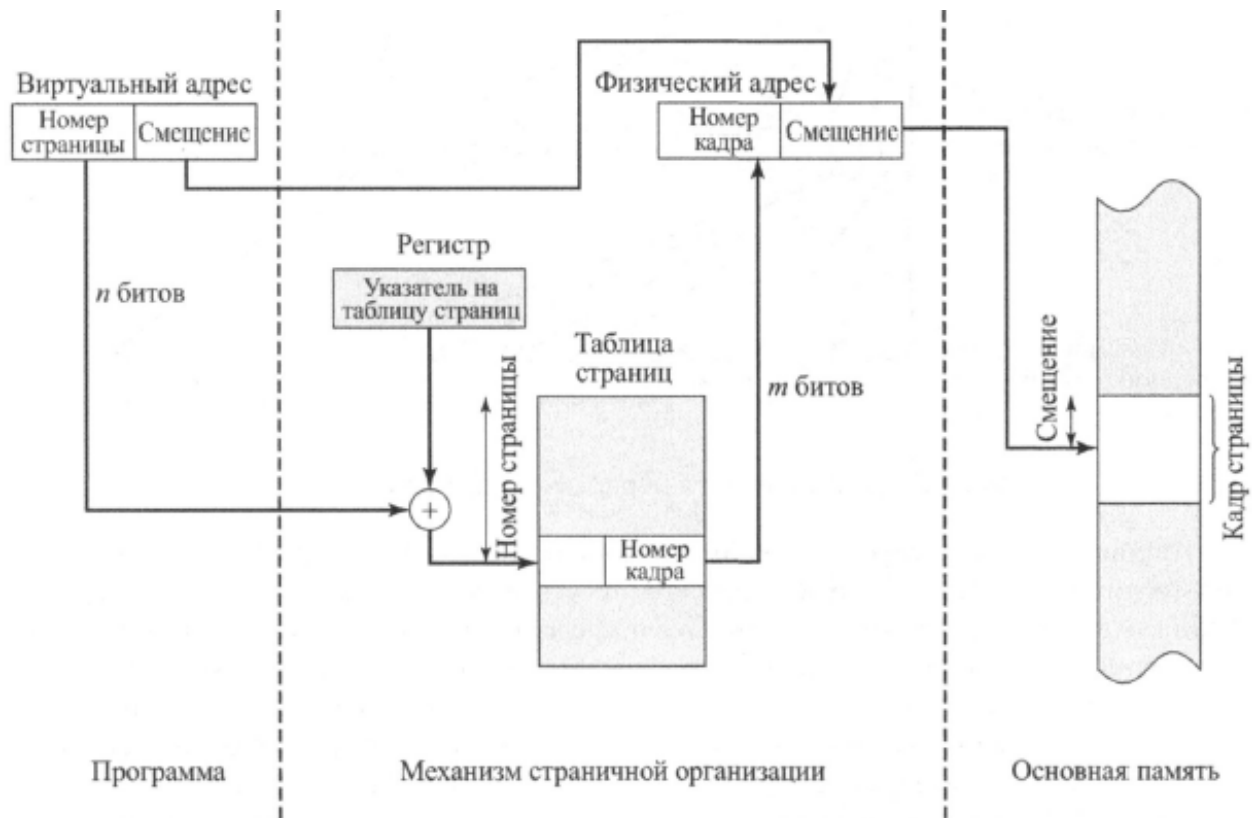 Виртуальный адрес
Номер
страницы
Смещение
Физический адрес
Номер
кадра
Смещение
n битов
Регистр
Указатель на
таблицу страниц
Номер страницы
Таблица
страниц
Номер
кадра
m битов
+
Смещение
Кадр страницы
Программа
Механизм страничной организации
Основная память